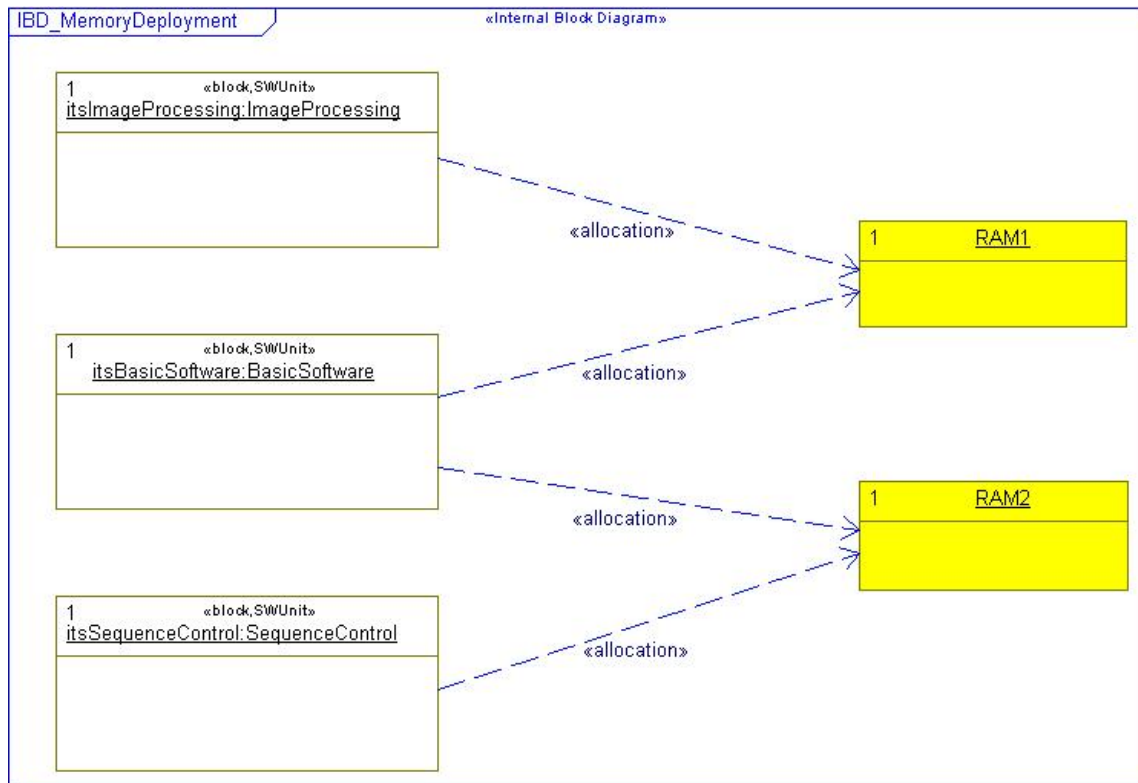 IBD_MemoryDeployment
«Internal Block Diagram»
1
«block,SWUnit»
itsImageProcessing:ImageProcessing
«allocation»
1
RAM1
1
«block,SWUnit»
itsBasicSoftware:BasicSoftware
«allocation»
«allocation»
1
RAM2
1
«block,SWUnit»
itsSequenceControl:SequenceControl
«allocation»